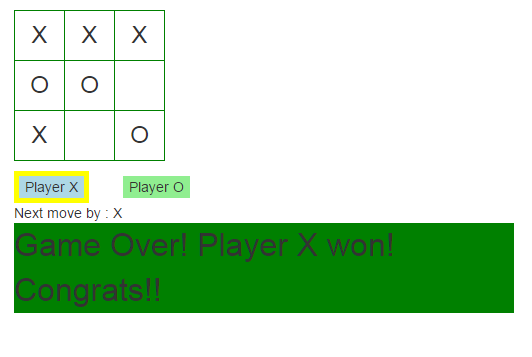 X X X
O O
X O
Player X Player O
Next move by : X
Game Over! Player X won!
Congrats!!